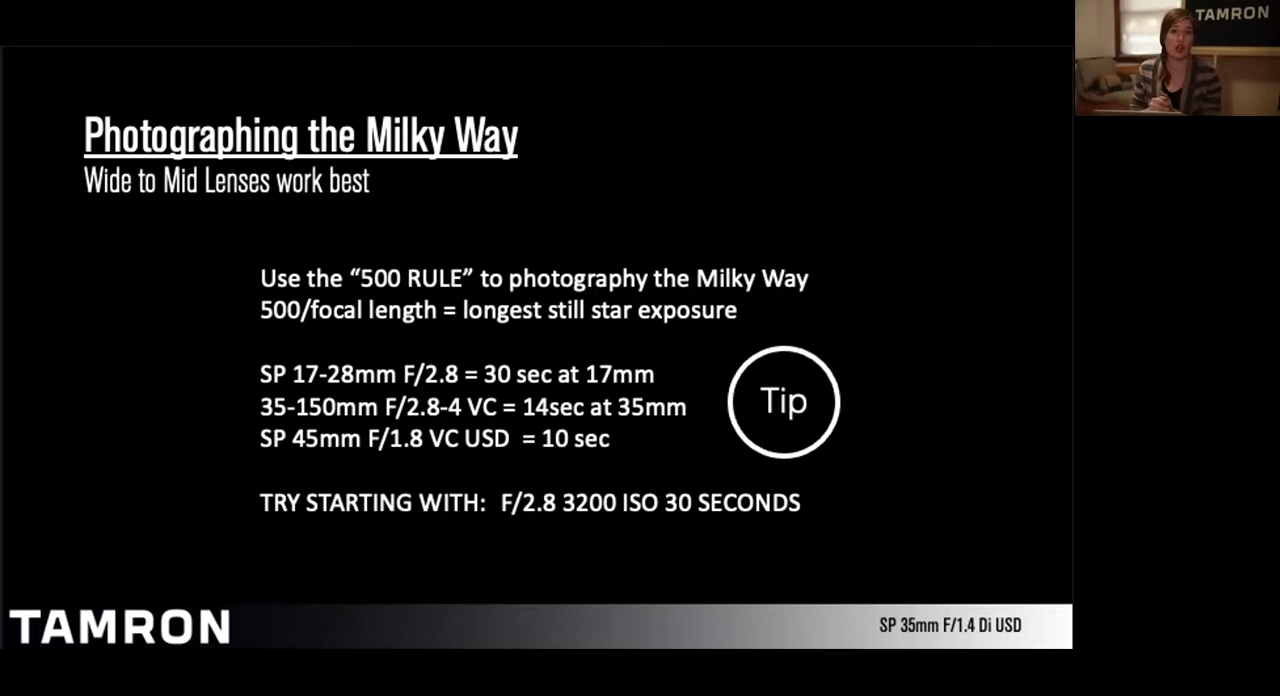 TAMRON
Photographing the Milky Way
Wide to Mid Lenses work best
Use the “500 RULE” to photography the Milky Way
500/focal length = longest still star exposure
SP 17-28mm F/2.8 = 30 sec at 17mm
35-150mm F/2.8-4 VC = 14sec at 35mm
SP 45mm F/1.8 VC USD = 10 sec
Tip
TRY STARTING WITH: F/2.8 3200 ISO 30 SECONDS
TAMRON
SP 35mm F/1.4 Di USD